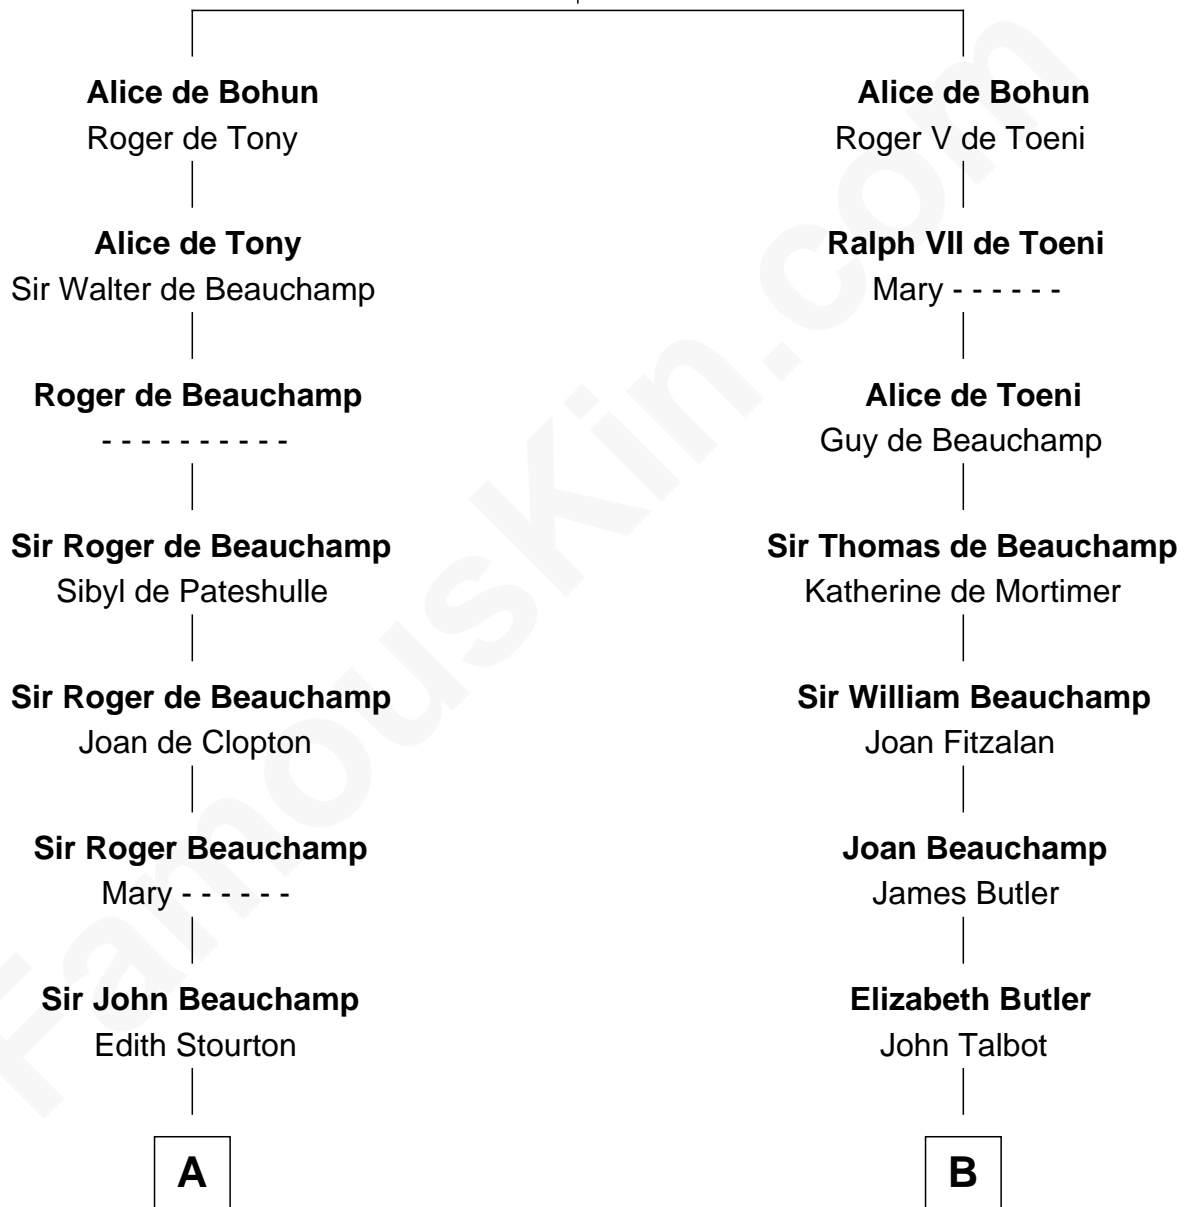 Alice de Bohun
Roger de Tony
Alice de Tony
Sir Walter de Beauchamp
Roger de Beauchamp
- - - - - - - - - -
Sir Roger de Beauchamp
Sibyl de Pateshulle
Sir Roger de Beauchamp
Joan de Clopton
Sir Roger Beauchamp
Mary - - - - - -
Sir John Beauchamp
Edith Stourton
A
Alice de Bohun
Roger V de Toeni
Ralph VII de Toeni
Mary - - - - - -
Alice de Toeni
Guy de Beauchamp
Sir Thomas de Beauchamp
Katherine de Mortimer
Sir William Beauchamp
Joan Fitzalan
Joan Beauchamp
James Butler
Elizabeth Butler
John Talbot
B
FamousKin.com